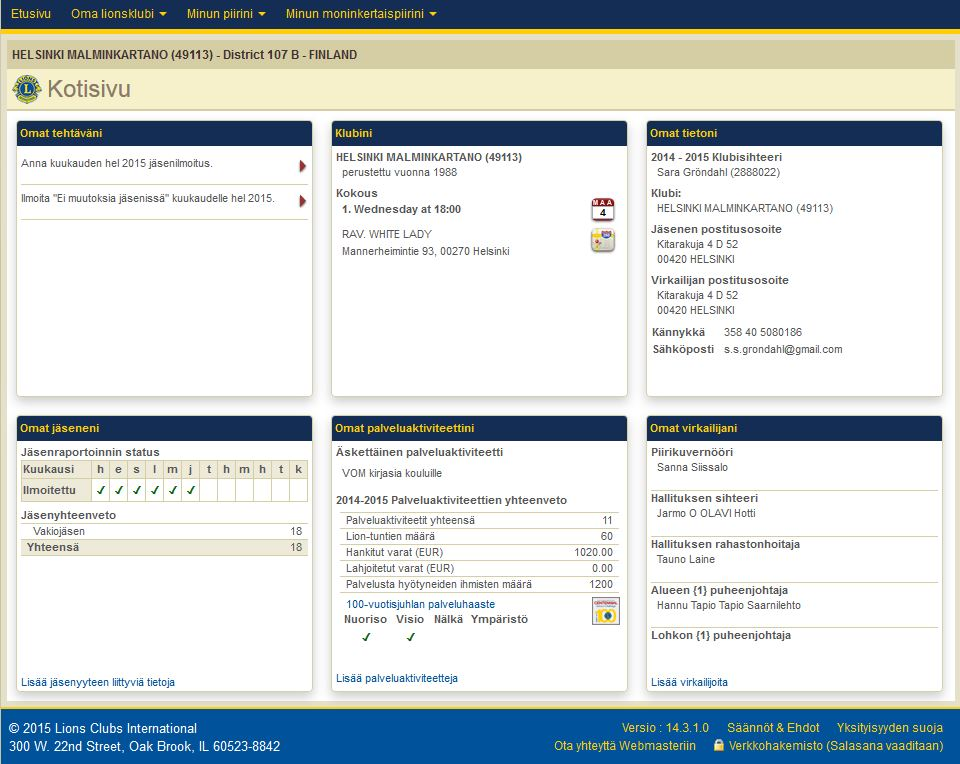 Etusivu Oma lionsklubi Minun piirini Minun moninkertaispiirini
HELSINKI MALMINKARTANO (49113) - District 107 B - FINLAND
Kotisivu
Omat tehtäväni
Anna kuukauden hel 2015 jäsenilmoitus.
Ilmoita "Ei muutoksia jäsenissä" kuukaudelle hel 2015.
Klubini
HELSINKI MALMINKARTANO (49113)
perustettu vuonna 1988
Kokous
1. Wednesday at 18:00
MAA
4
RAV. WHITE LADY
Mannerheimintie 93, 00270 Helsinki
Omat tietoni
2014 - 2015 Klubisihteeri
Sara Gröndahl (2888022)
Klubi:
HELSINKI MALMINKARTANO (49113)
Jäsenen postitusosoite
Kitarakuja 4 D 52
00420 HELSINKI
Virkailijan postitusosoite
Kitarakuja 4 D 52
00420 HELSINKI
Kännykkä 358 40 5080186
Sähköposti s.s.grondahl@gmail.com
Omat jäseneni
Jäsenraportoinnin status
Kuukausi h e s l m j t h m h t k
Ilmoitettu ✓ ✓ ✓ ✓ ✓ ✓
Jäsenyhteenveto
Vakiojäsen 18
Yhteensä 18
Lisää jäsenyyteen liittyviä tietoja
Omat palveluaktiviteettini
Äskettäinen palveluaktiviteetti
VOM kirjasia kouluille
2014-2015 Palveluaktiviteettien yhteenveto
Palveluaktiviteetit yhteensä 11
Lion-tuntien määrä 60
Hankitut varat (EUR) 1020.00
Lahjoitetut varat (EUR) 0.00
Palvelusta hyötyneiden ihmisten määrä 1200
100-vuotisjuhlan palveluhaaste
Nuoriso Visio Nälkä Ympäristö
✓ ✓
Lisää palveluaktiviteetteja
Omat virkailijani
Piirikuvernööri
Sanna Siissalo
Hallituksen sihteeri
Jarmo O OLAVI Hotti
Hallituksen rahastonhoitaja
Tauno Laine
Alueen {1} puheenjohtaja
Hannu Tapio Tapio Saarnilehto
Lohkon {1} puheenjohtaja
Lisää virkailijoita
© 2015 Lions Clubs International
300 W. 22nd Street, Oak Brook, IL 60523-8842
Versio : 14.3.1.0 Säännöt & Ehdot Yksityisyyden suoja
Ota yhteyttä Webmasteriin Verkkohakemisto (Salasana vaaditaan)